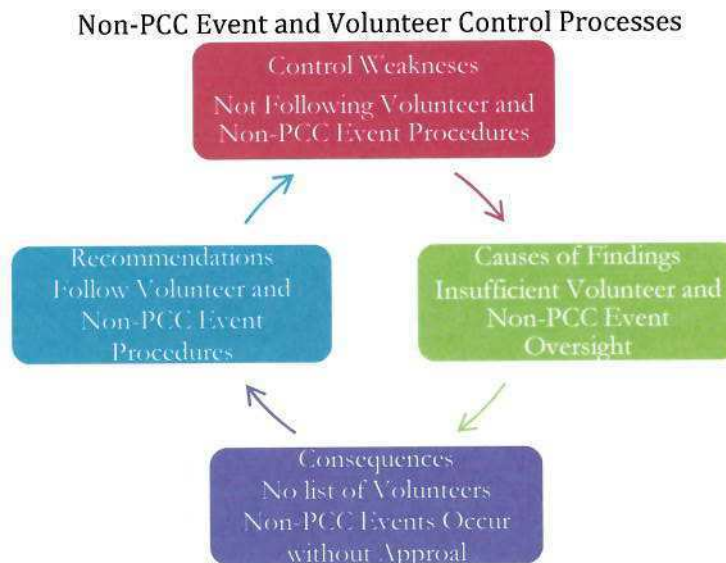 Non-PCC Event and Volunteer Control Processes
Control Weakneses
Not Following Volunteer and
Non-PCC Event Procedures
Causes of Findings
Insufficient Volunteer and
Non-PCC Event
Oversight
Consequences
No list of Volunteers
Non-PCC Events Occur
without Approal
Recommendations
Follow Volunteer and
Non-PCC Event
Procedures